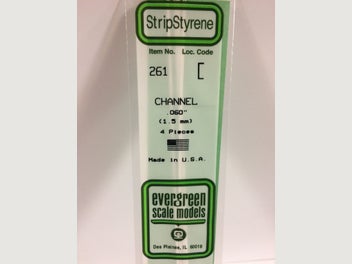 StripStyrene
Item No. Loc. Code
261
CHANNEL
.060"
(1.5 mm)
4 Pieces
Made in U.S.A.
evergreen
scale models
Des Plaines, IL 60018